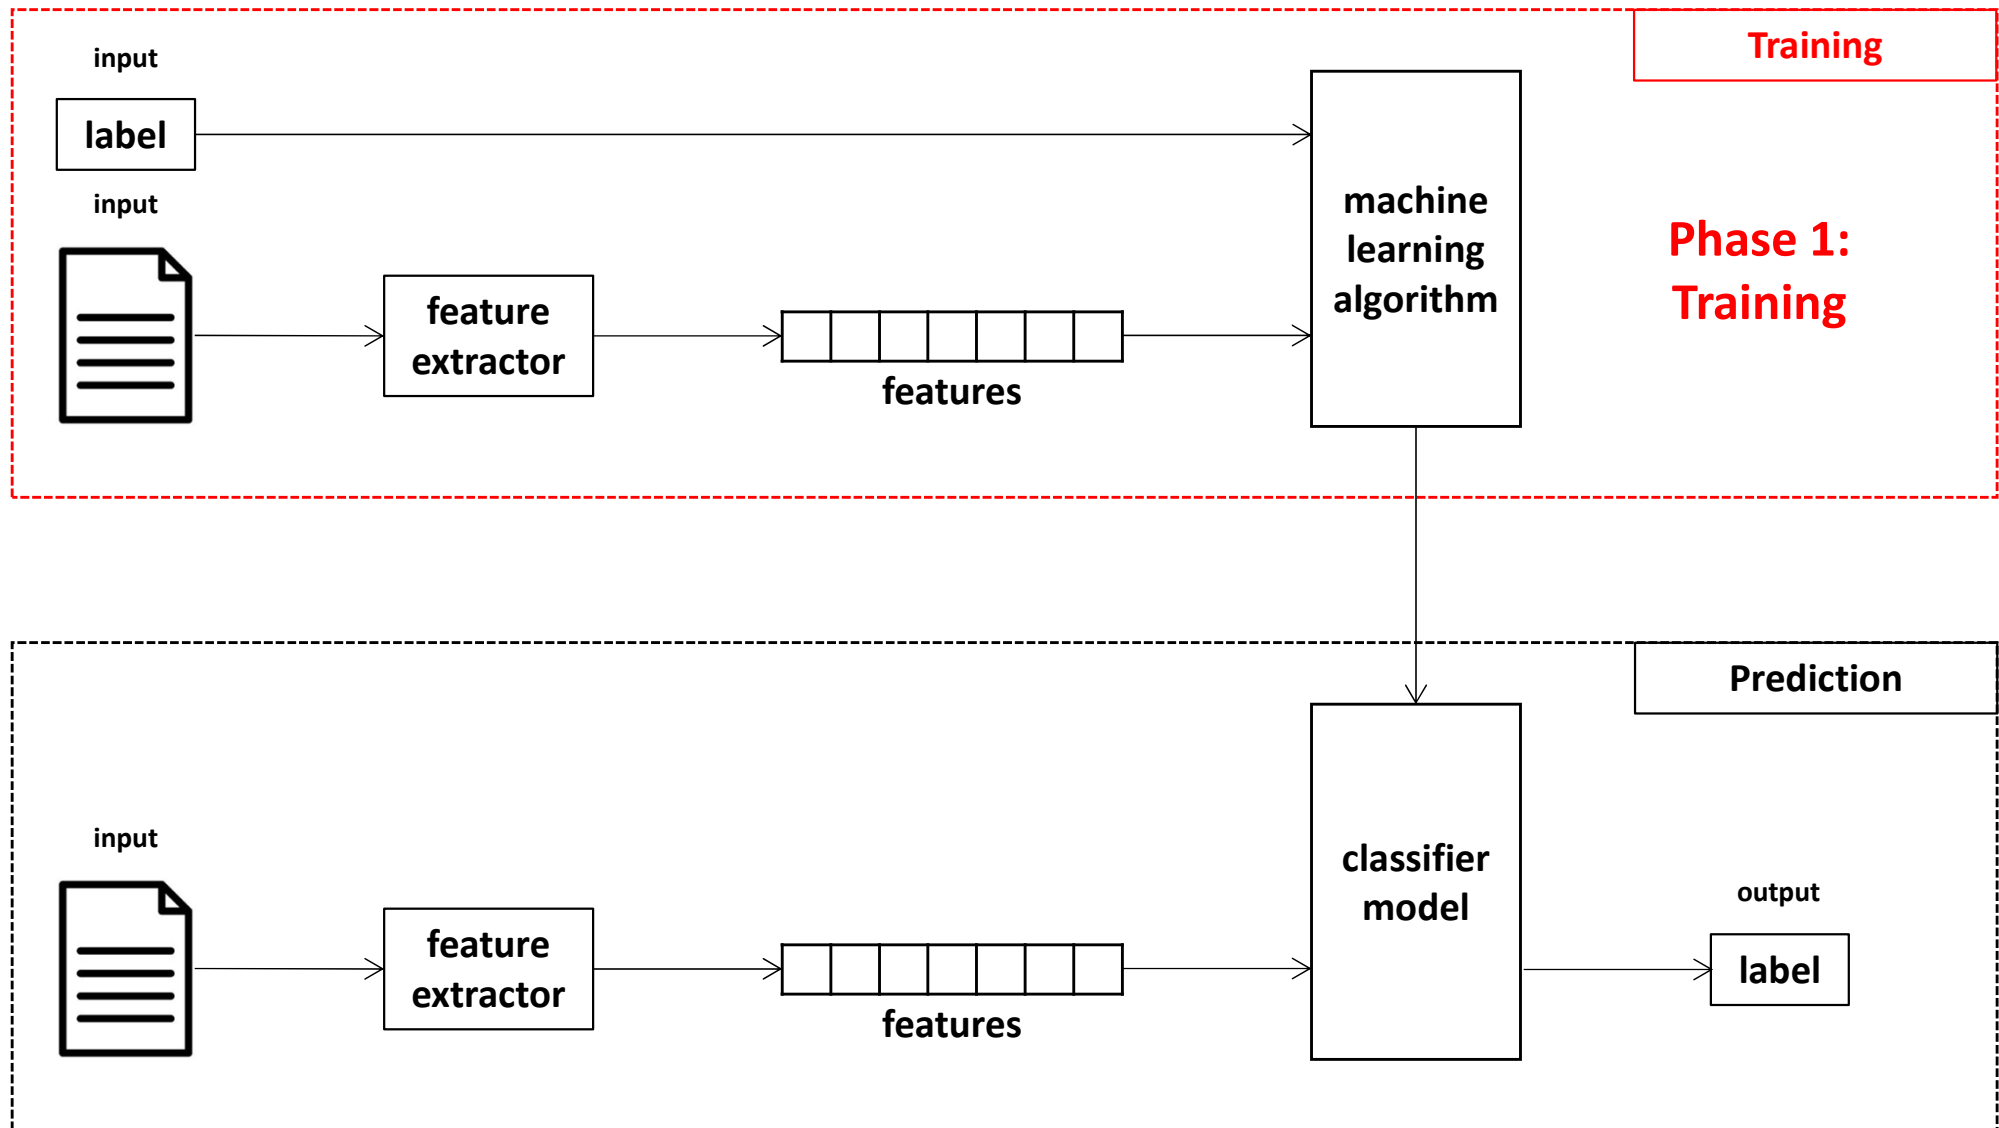 Training
input
label
input
machine
learning
algorithm
Phase 1:
Training
feature
extractor
features
Prediction
input
feature
extractor
features
classifier
model
output
label